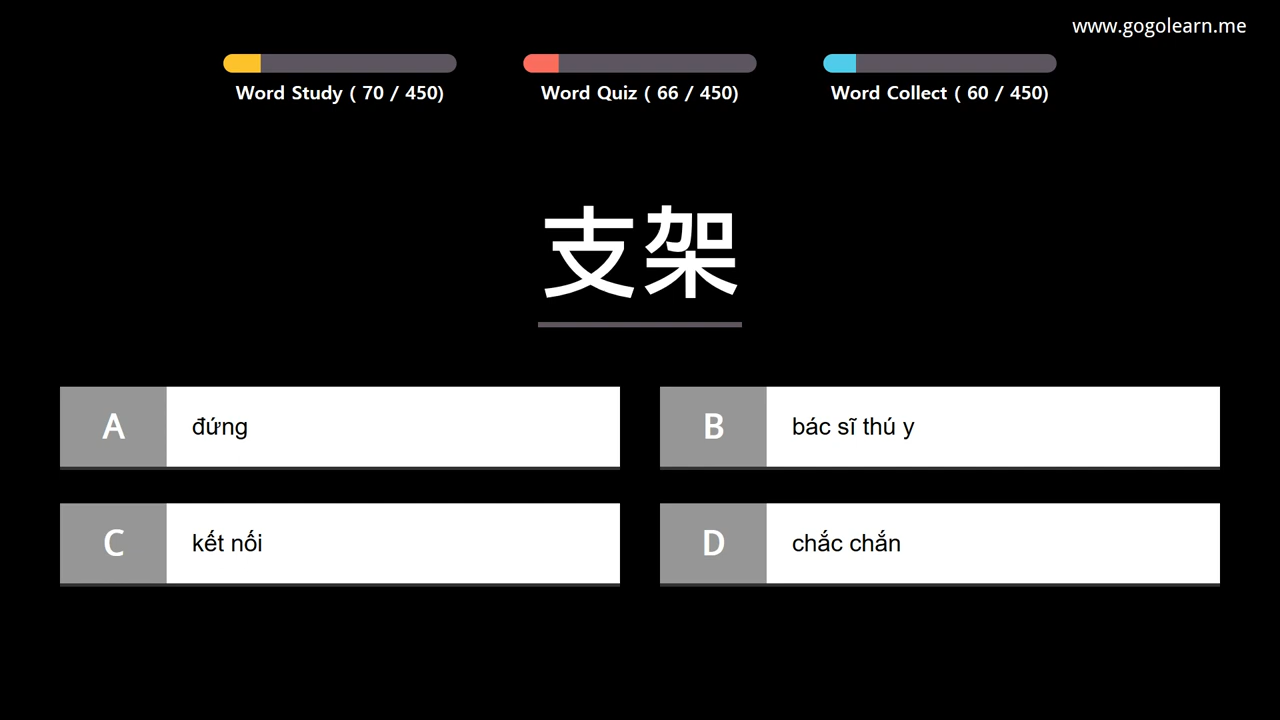 www.gogolearn.me
Word Study ( 70 / 450)
Word Quiz ( 66 / 450)
Word Collect ( 60 / 450)
支架
A đứng
B bác sĩ thú y
C kết nối
D chắc chắn